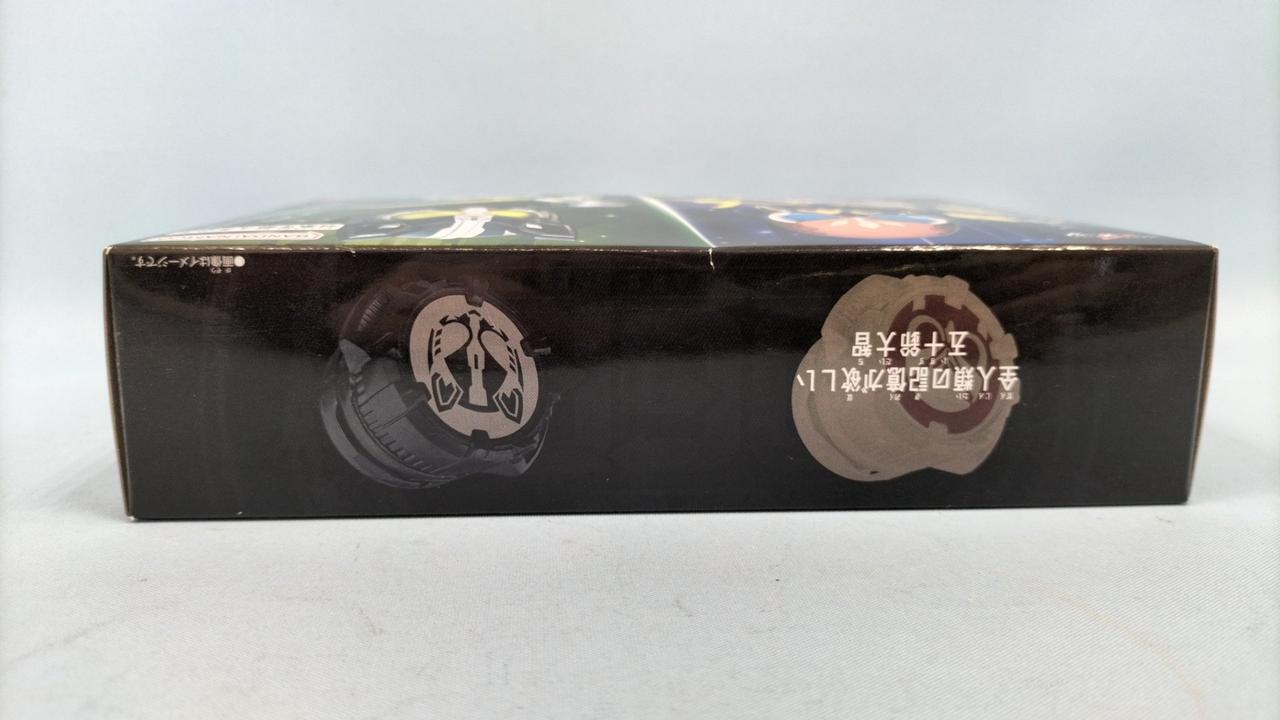 全人類の記憶が欲しい
五十鈴大智
●画像はイメージです。